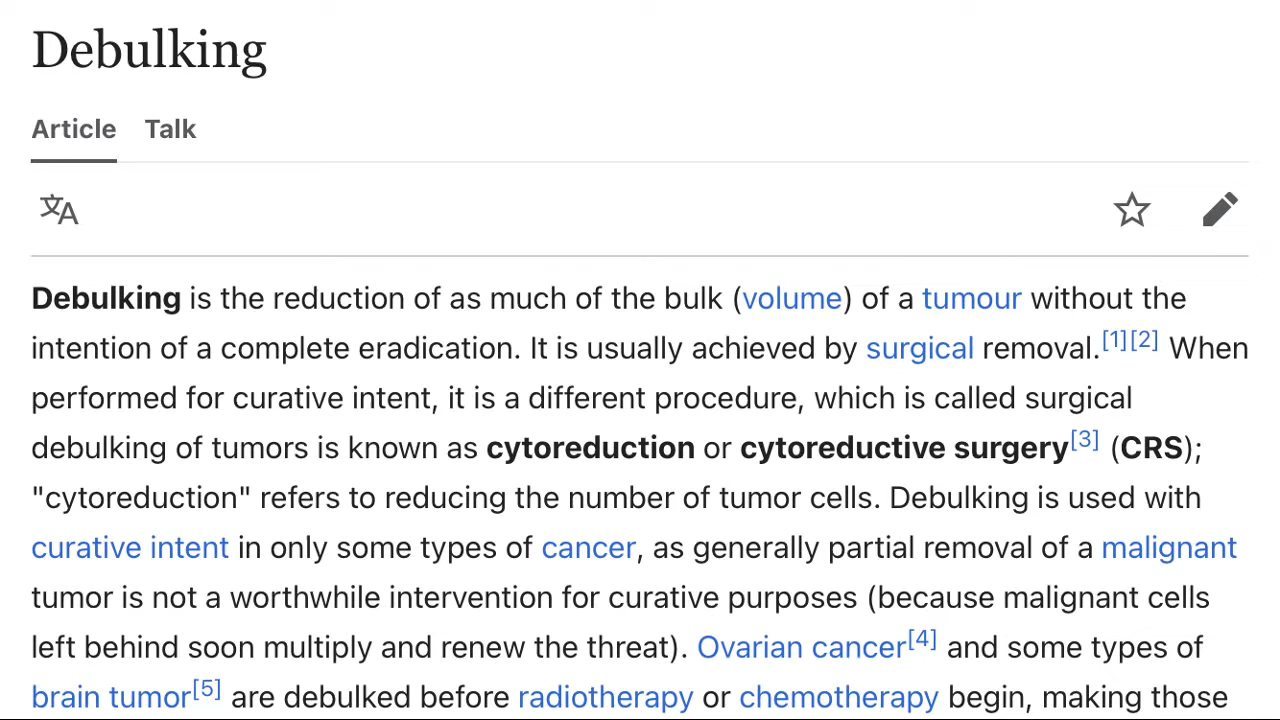 Debulking
Article Talk
文A
Debulking is the reduction of as much of the bulk (volume) of a tumour without the
intention of a complete eradication. It is usually achieved by surgical removal.[1][2] When
performed for curative intent, it is a different procedure, which is called surgical
debulking of tumors is known as cytoreduction or cytoreductive surgery[3] (CRS);
"cytoreduction" refers to reducing the number of tumor cells. Debulking is used with
curative intent in only some types of cancer, as generally partial removal of a malignant
tumor is not a worthwhile intervention for curative purposes (because malignant cells
left behind soon multiply and renew the threat). Ovarian cancer[4] and some types of
brain tumor[5] are debulked before radiotherapy or chemotherapy begin, making those